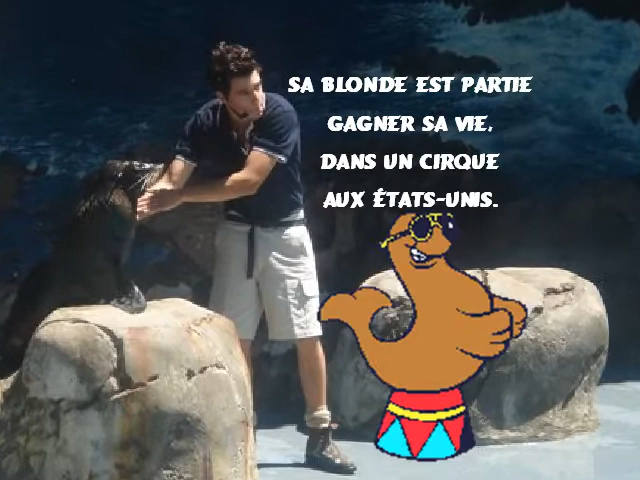 SA BLONDE EST PARTIE
GAGNER SA VIE,
DANS UN CIRQUE
AUX ÉTATS-UNIS.